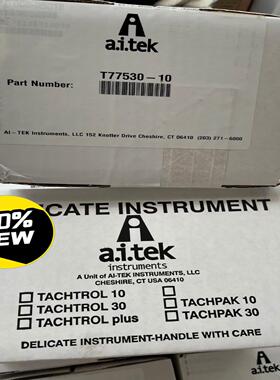 a.i.tek
Part Number:
T77530-10
AI-TEK Instruments, LLC 152 Knotter Drive Cheshire, CT 06410 (203) 271-6000
DELICATE INSTRUMENT
0%
NEW
a.i.tek
instruments
A Unit of AI-TEK INSTRUMENTS, LLC
CHESHIRE, CT USA 06410
TACHTROL 10
TACHTROL 30
TACHTROL plus
TACHPAK 10
TACHPAK 30
DELICATE INSTRUMENT-HANDLE WITH CARE